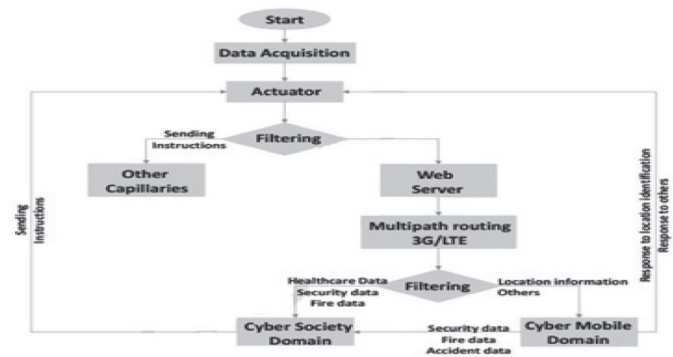 Start
Data Acquisition
Actuator
Filtering
Sending
Instructions
Other
Capillaries
Web
Server
Multipath routing
3G/LTE
Filtering
Healthcare Data
Security data
Fire data
Location information
Others
Cyber Society
Domain
Security data
Fire data
Accident data
Cyber Mobile
Domain
Sending
Instructions
Response to location identification
Response to others